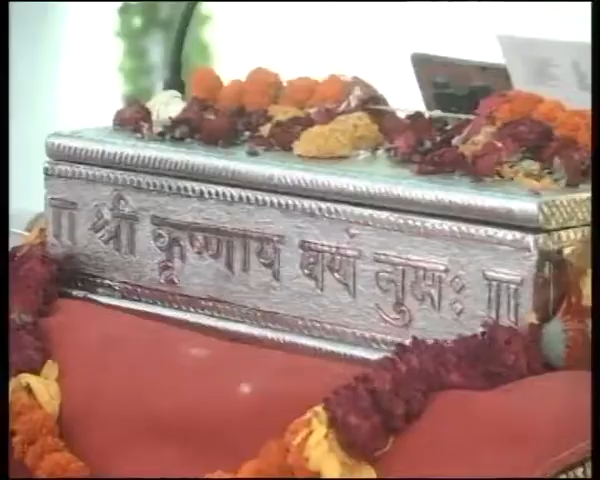 ॥ श्री कृष्णाय वयं नुमः ॥